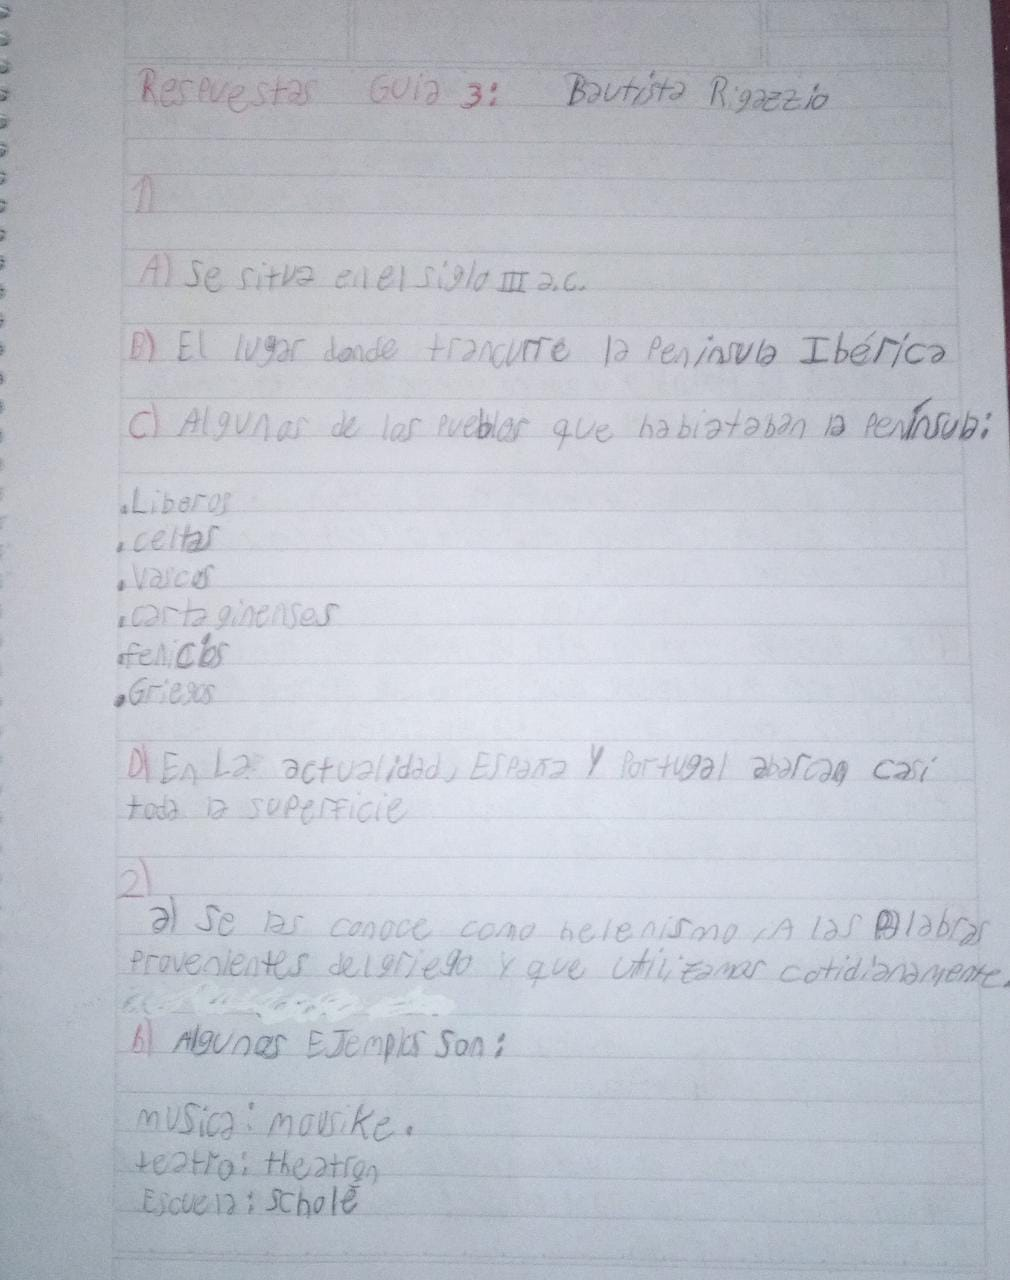 Respuestas Guia 3: Bautista Rigazzio
1)
A) Se situa en el siglo III a.c.
B) El lugar donde trancurre la Peninsula Ibérica
C) Algunas de los pueblos que habiataban la Península:
.Liberos
.celtas
.Vascos
.cartaginenses
.fenicios
.Griegos
D) En La actualidad, España y Portugal abarcan casi
toda la superficie
2)
a) Se las conoce como helenismo, A las Palabras
Provenientes del griego y que Utilizamos cotidianamente.
b) Algunos EJemplos Son:
musica: mousike.
teatro: theatron
Escuela: scholé